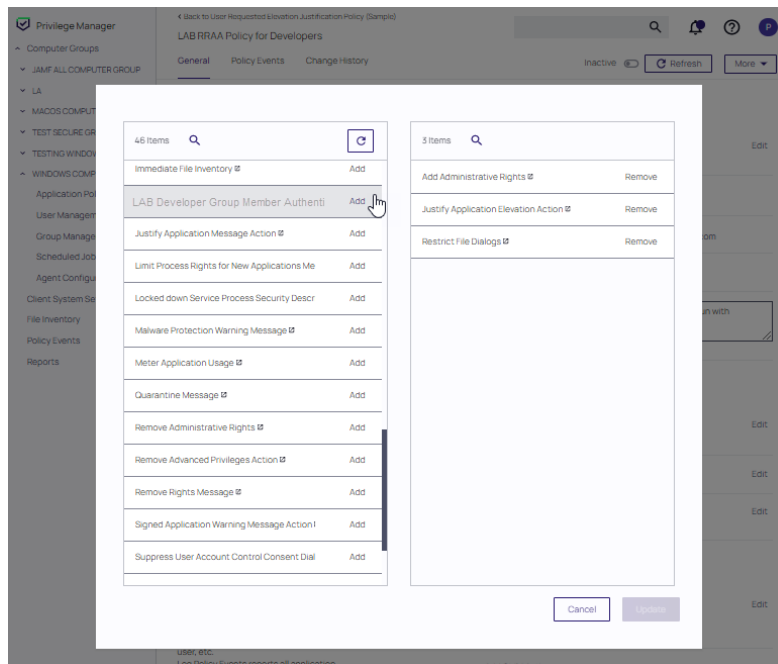 Privilege Manager
Computer Groups
JAMF ALL COMPUTER GROUP
LA
MACOS COMPUT
TEST SECURE GR
TESTING WINDOW
WINDOWS COMP
Application Pol
User Managem
Group Manage
Scheduled Job
Agent Configu
Client System Se
File Inventory
Policy Events
Reports
Back to User Requested Elevation Justification Policy (Sample)
LAB RRAA Policy for Developers
P
General Policy Events Change History
Inactive Refresh More
46 Items
Immediate File Inventory Add
LAB Developer Group Member Authenti Add
Justify Application Message Action Add
Limit Process Rights for New Applications Me Add
Locked down Service Process Security Descr Add
Malware Protection Warning Message Add
Meter Application Usage Add
Quarantine Message Add
Remove Administrative Rights Add
Remove Advanced Privileges Action Add
Remove Rights Message Add
Signed Application Warning Message Action Add
Suppress User Account Control Consent Dial Add
3 Items
Add Administrative Rights Remove
Justify Application Elevation Action Remove
Restrict File Dialogs Remove
Cancel Update
Edit
om
un with
Edit
Edit
Edit
Edit
user, etc.
Log Policy Events reports all application